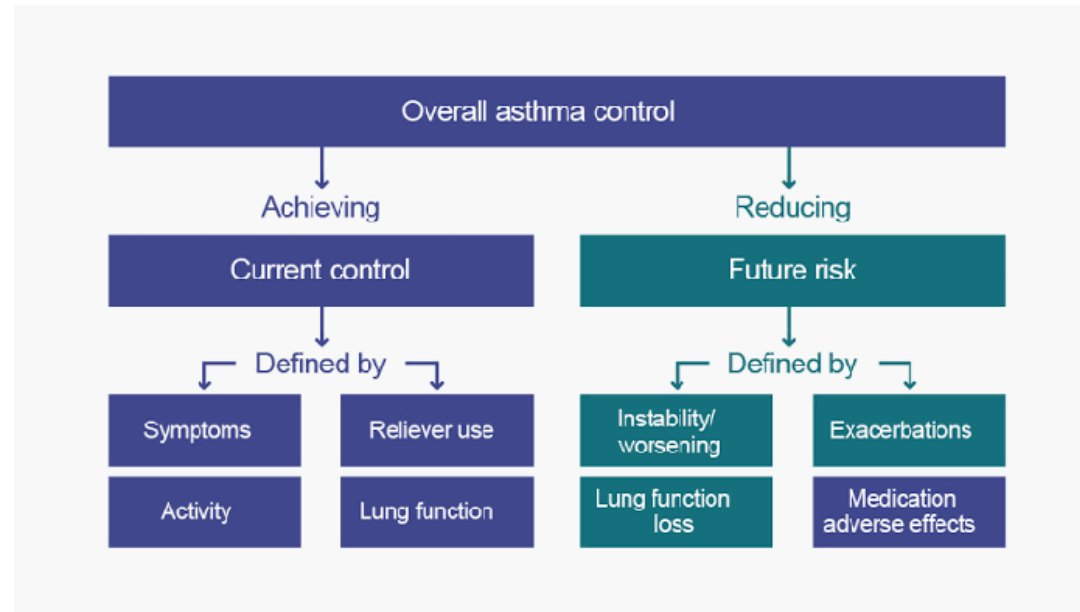 Overall asthma control
Achieving
Reducing
Current control
Future risk
Defined by
Defined by
Symptoms
Reliever use
Instability/
worsening
Exacerbations
Activity
Lung function
Lung function
loss
Medication
adverse effects